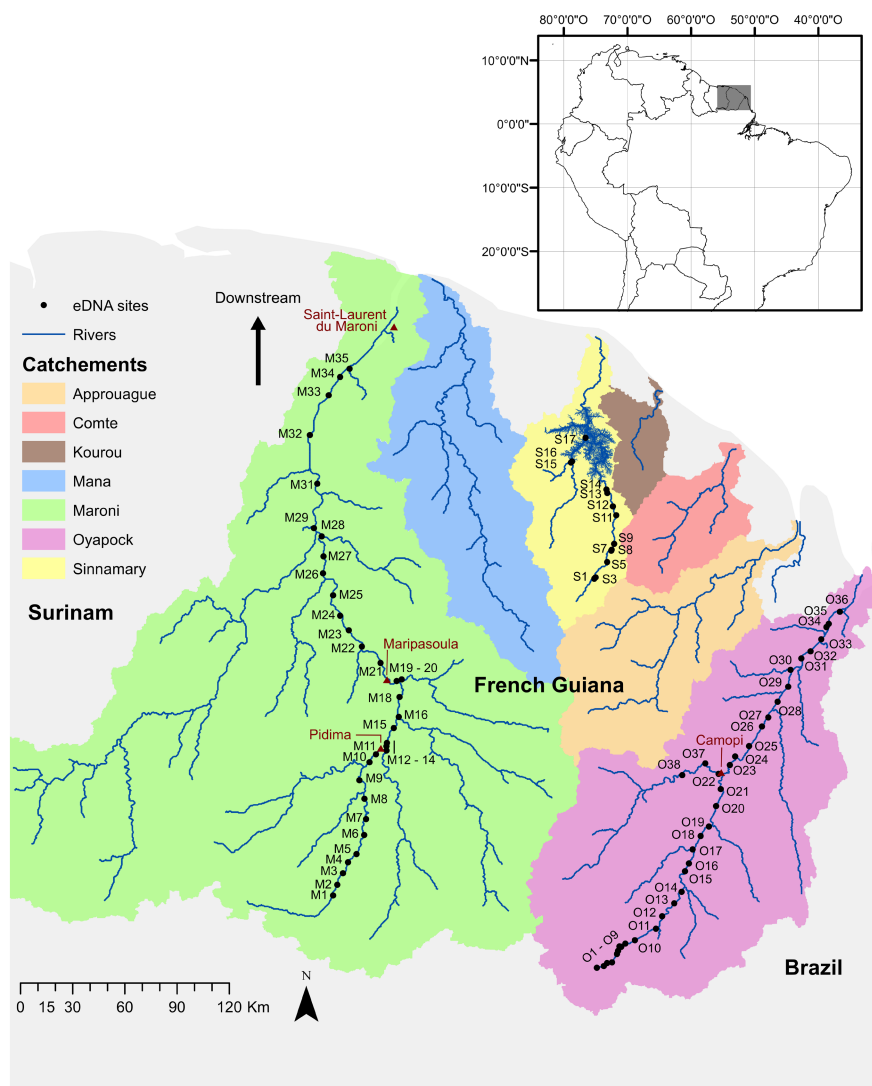 80°0'0"O 70°0'0"O 60°0'0"O 50°0'0"O 40°0'0"O
10°0'0"N
0°0'0"
10°0'0"S
20°0'0"S
Downstream
eDNA sites
Rivers
Catchements
Approuague
Comte
Kourou
Mana
Maroni
Oyapock
Sinnamary
Saint-Laurent
du Maroni
M35
M34
M33
M32
M31
M29
M28
M27
M26
M25
M24
M23
M22
Maripasoula
M21
M19 - 20
M18
M16
M15
Pidima
M11
M12 - 14
M10
M9
M8
M7
M6
M5
M4
M3
M2
M1
S17
S16
S15
S14
S13
S12
S11
S9
S7
S8
S5
S1
S3
Surinam
French Guiana
Brazil
O36
O35
O34
O33
O32
O31
O30
O29
O28
O27
O26
O25
Camopi
O24
O23
O37
O38
O22
O21
O20
O19
O18
O17
O16
O15
O14
O13
O12
O11
O10
O1 - O9
N
0 15 30 60 90 120 Km